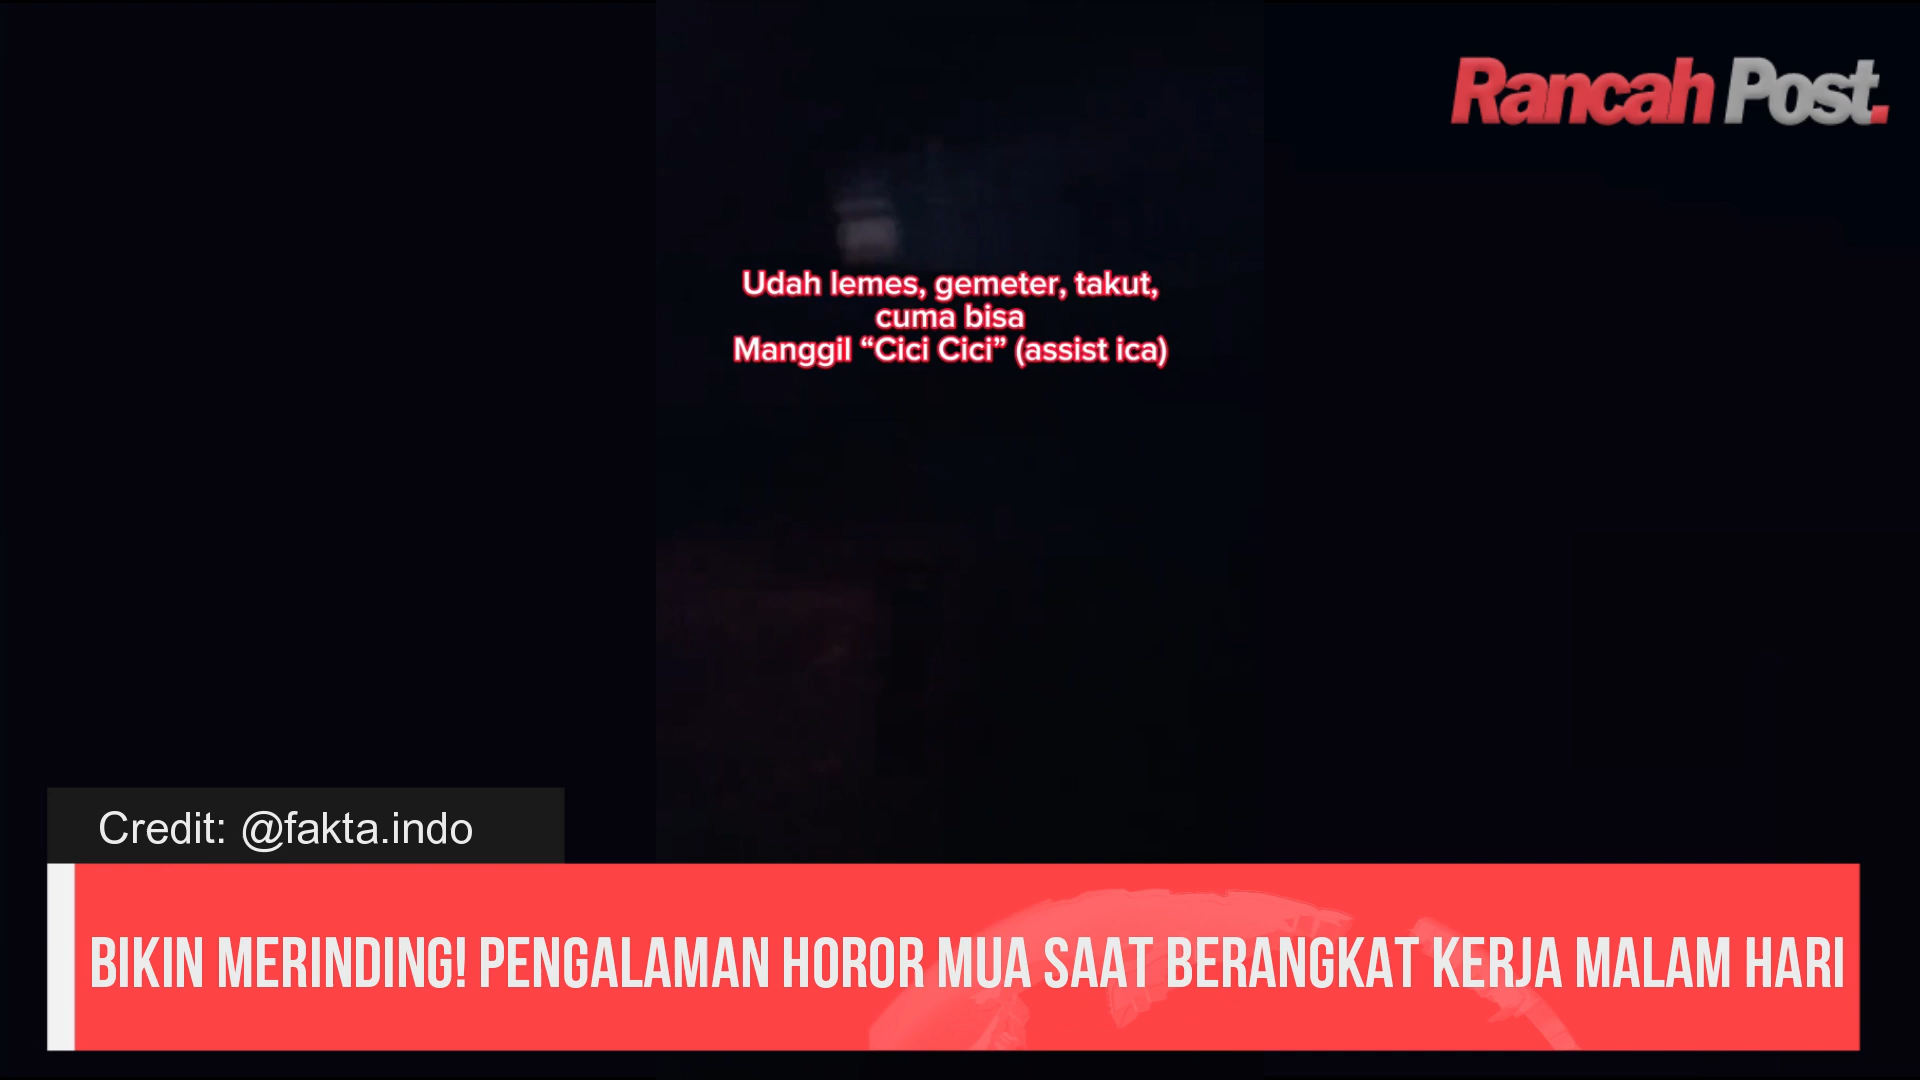 Rancah Post.
Udah lemes, gemeter, takut,
cuma bisa
Manggil “Cici Cici” (assist ica)
Credit: @fakta.indo
BIKIN MERINDING! PENGALAMAN HOROR MUA SAAT BERANGKAT KERJA MALAM HARI